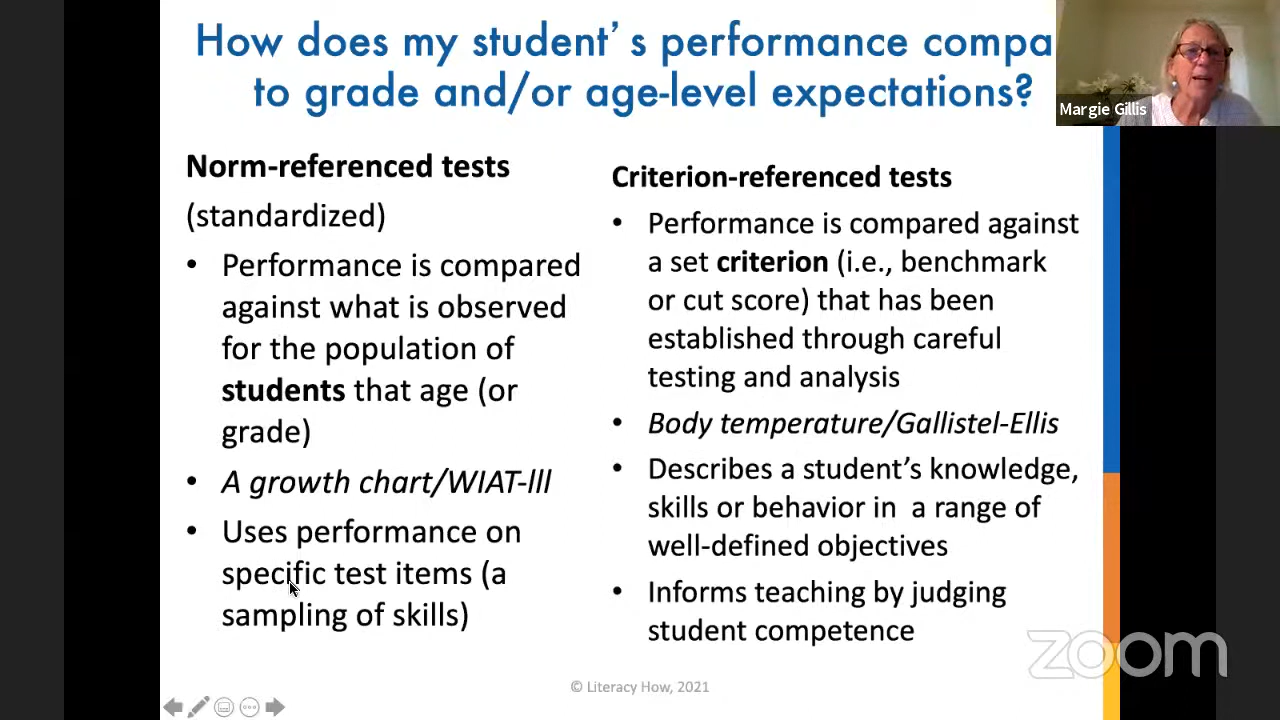 How does my student's performance compa
to grade and/or age-level expectations?
Margie Gillis
Norm-referenced tests
(standardized)
• Performance is compared
against what is observed
for the population of
students that age (or
grade)
• A growth chart/WIAT-lll
• Uses performance on
specific test items (a
sampling of skills)
Criterion-referenced tests
• Performance is compared against
a set criterion (i.e., benchmark
or cut score) that has been
established through careful
testing and analysis
• Body temperature/Gallistel-Ellis
• Describes a student's knowledge,
skills or behavior in a range of
well-defined objectives
• Informs teaching by judging
student competence
zoom
© Literacy How, 2021